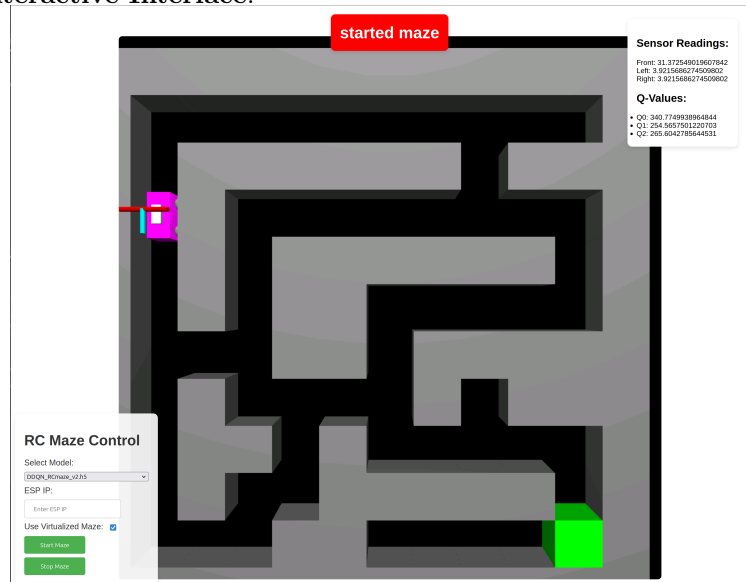 started maze
Sensor Readings:
Front: 31.372549019607842
Left: 3.9215686274509802
Right: 3.9215686274509802
Q-Values:
Q0: 340.7749938964844
Q1: 254.5657501220703
Q2: 265.6042785644531
RC Maze Control
Select Model:
DDQN_RCmaze_v2.h5
ESP IP:
Enter ESP IP
Use Virtualized Maze:
Start Maze
Stop Maze